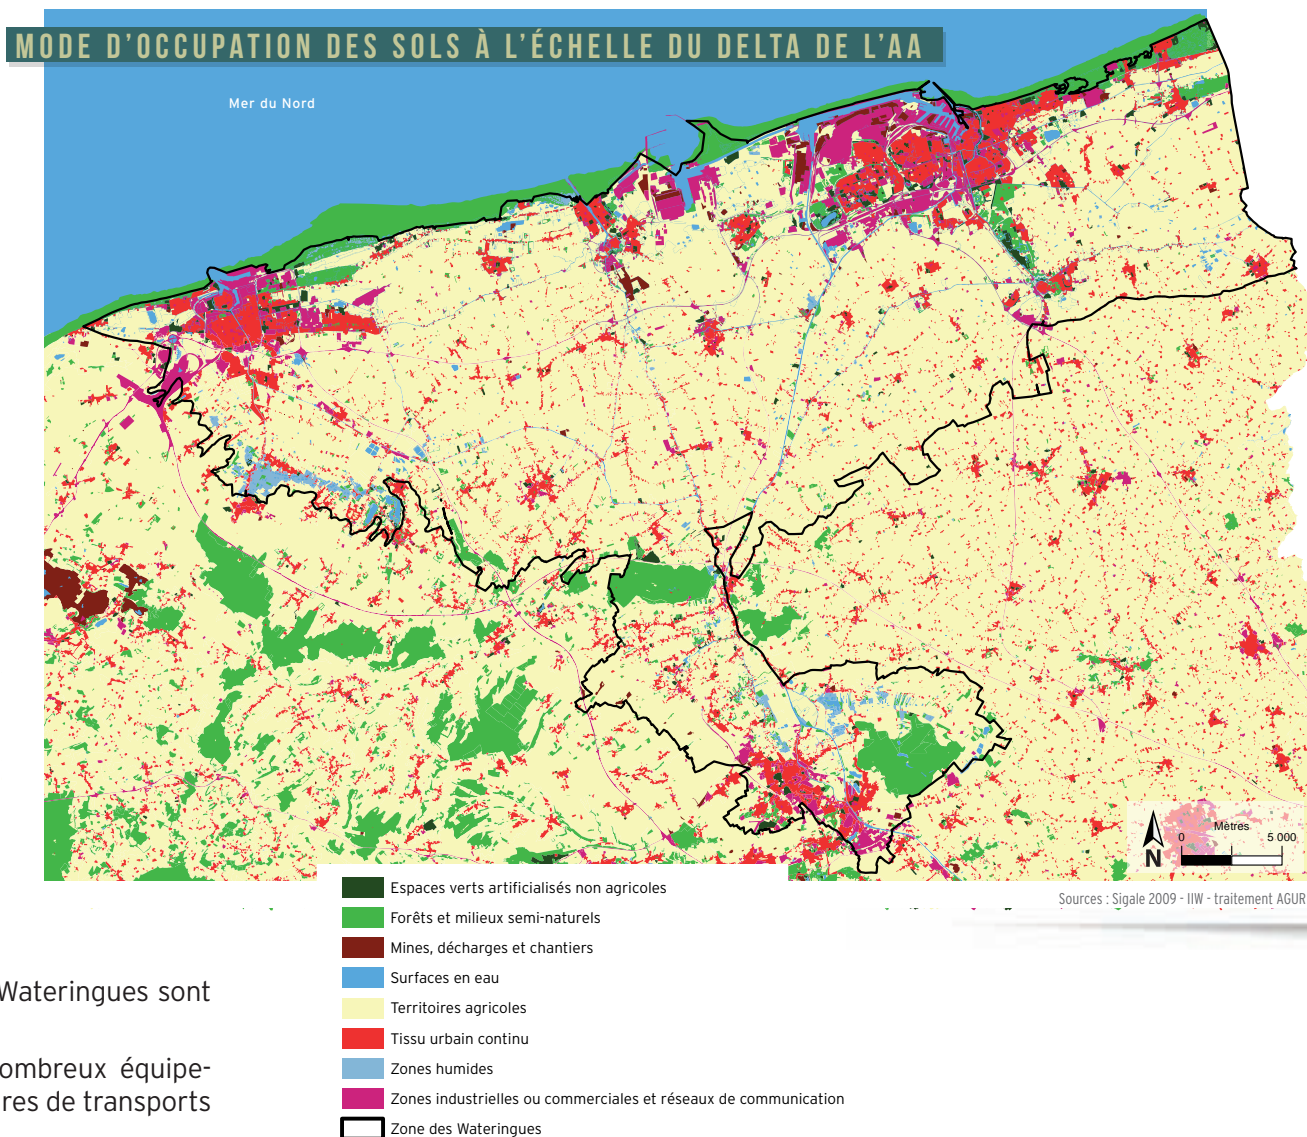 MODE D'OCCUPATION DES SOLS À L'ÉCHELLE DU DELTA DE L'AA
Mer du Nord
Mètres
0 5 000
N
Sources : Sigale 2009 - IIW - traitement AGUR
Espaces verts artificialisés non agricoles
Forêts et milieux semi-naturels
Mines, décharges et chantiers
Surfaces en eau
Territoires agricoles
Tissu urbain continu
Zones humides
Zones industrielles ou commerciales et réseaux de communication
Zone des Wateringues
Wateringues sont
ombreux équipe-
res de transports